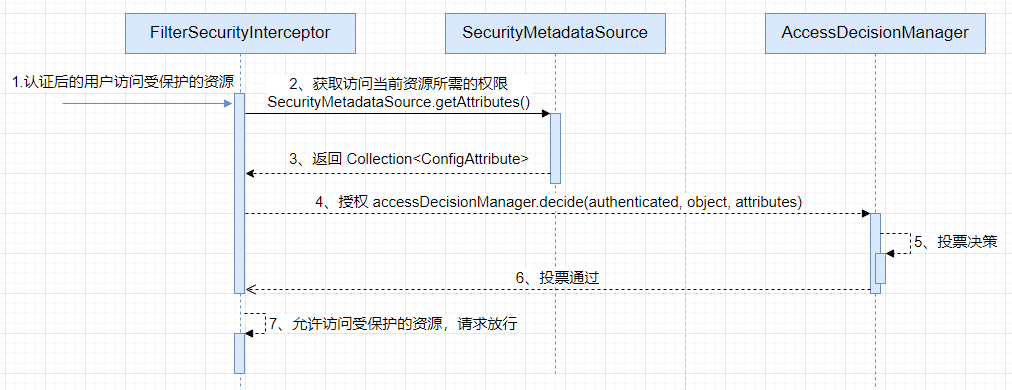 FilterSecurityInterceptor
SecurityMetadataSource
AccessDecisionManager
1.认证后的用户访问受保护的资源
2、获取访问当前资源所需的权限
SecurityMetadataSource.getAttributes()
3、返回 Collection<ConfigAttribute>
4、授权 accessDecisionManager.decide(authenticated, object, attributes)
5、投票决策
6、投票通过
7、允许访问受保护的资源，请求放行